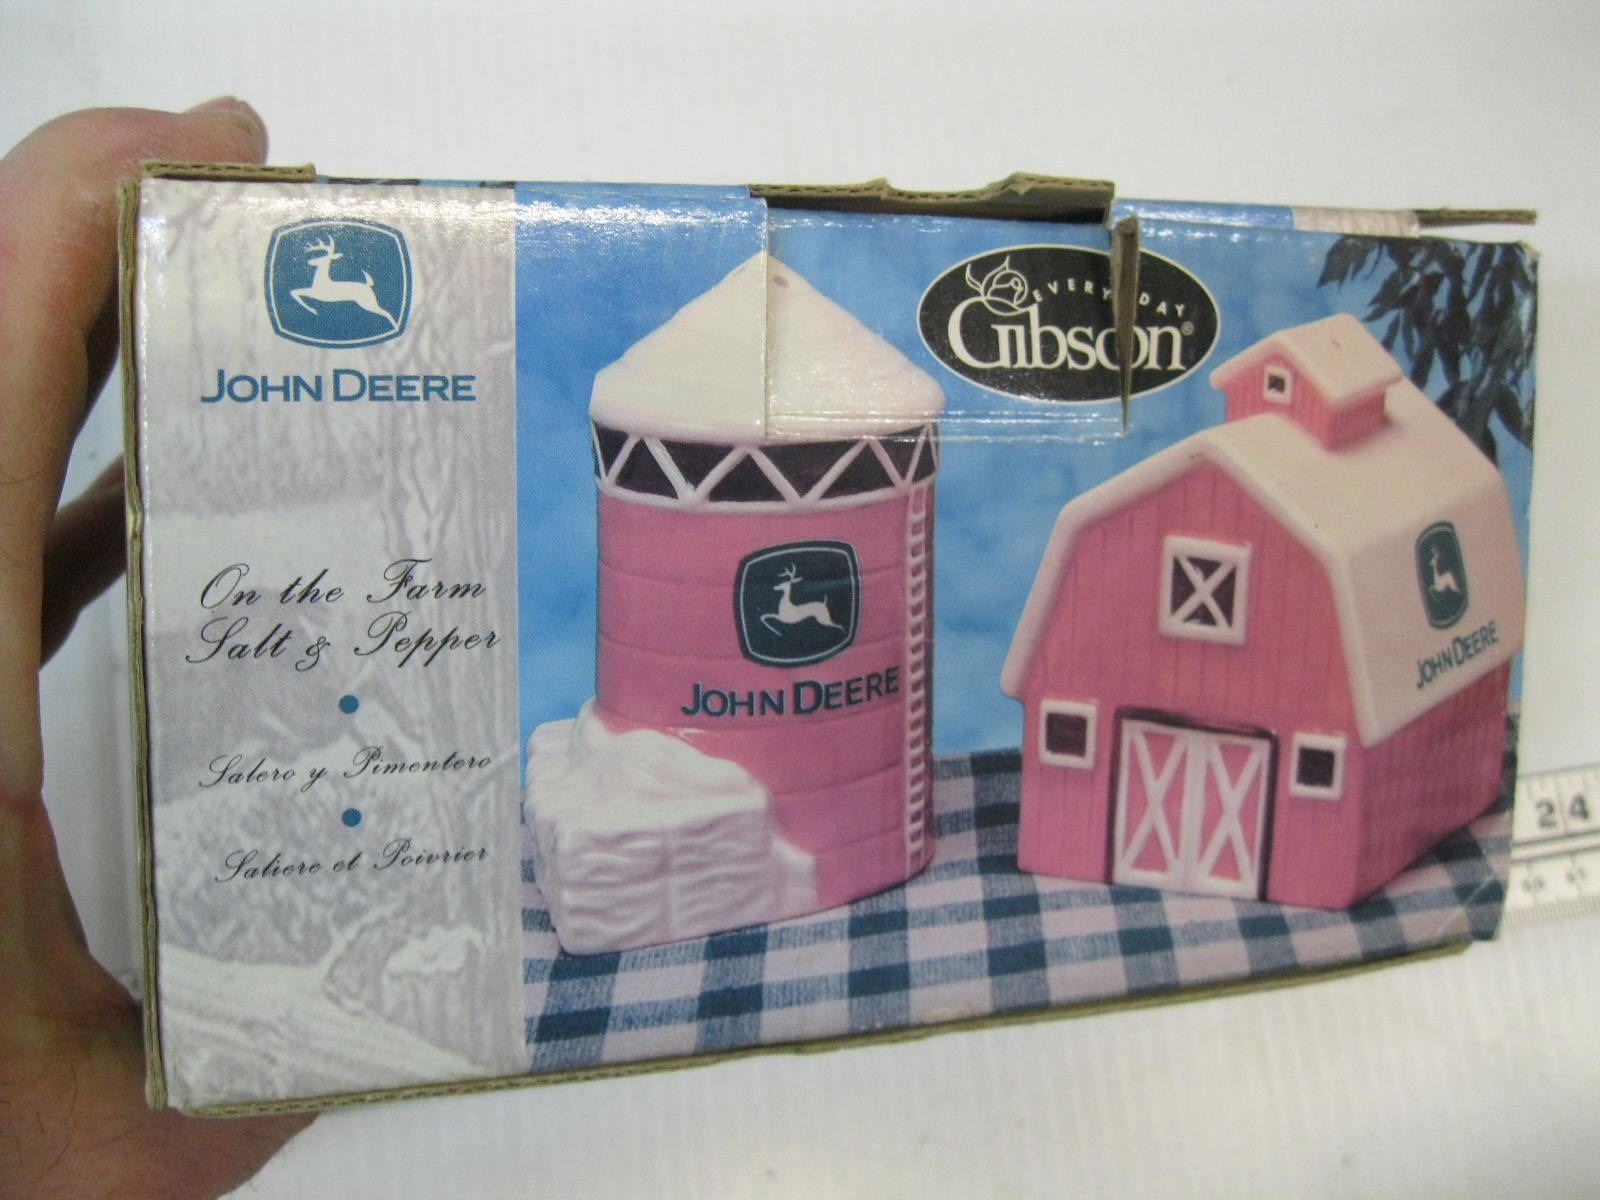 JOHN DEERE
On the Farm
Salt & Pepper
Salero y Pimentero
Saliere et Poivrier
EVERYDAY
Gibson®
JOHN DEERE
JOHN DEERE
24